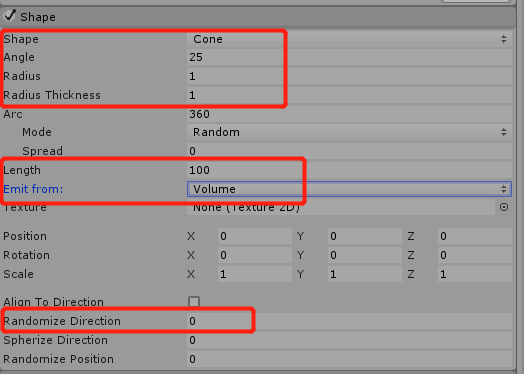 Shape
Shape Cone
Angle 25
Radius 1
Radius Thickness 1
Arc 360
Mode Random
Spread 0
Length 100
Emit from: Volume
Texture None (Texture 2D)
Position X 0 Y 0 Z 0
Rotation X 0 Y 0 Z 0
Scale X 1 Y 1 Z 1
Align To Direction
Randomize Direction 0
Spherize Direction 0
Randomize Position 0